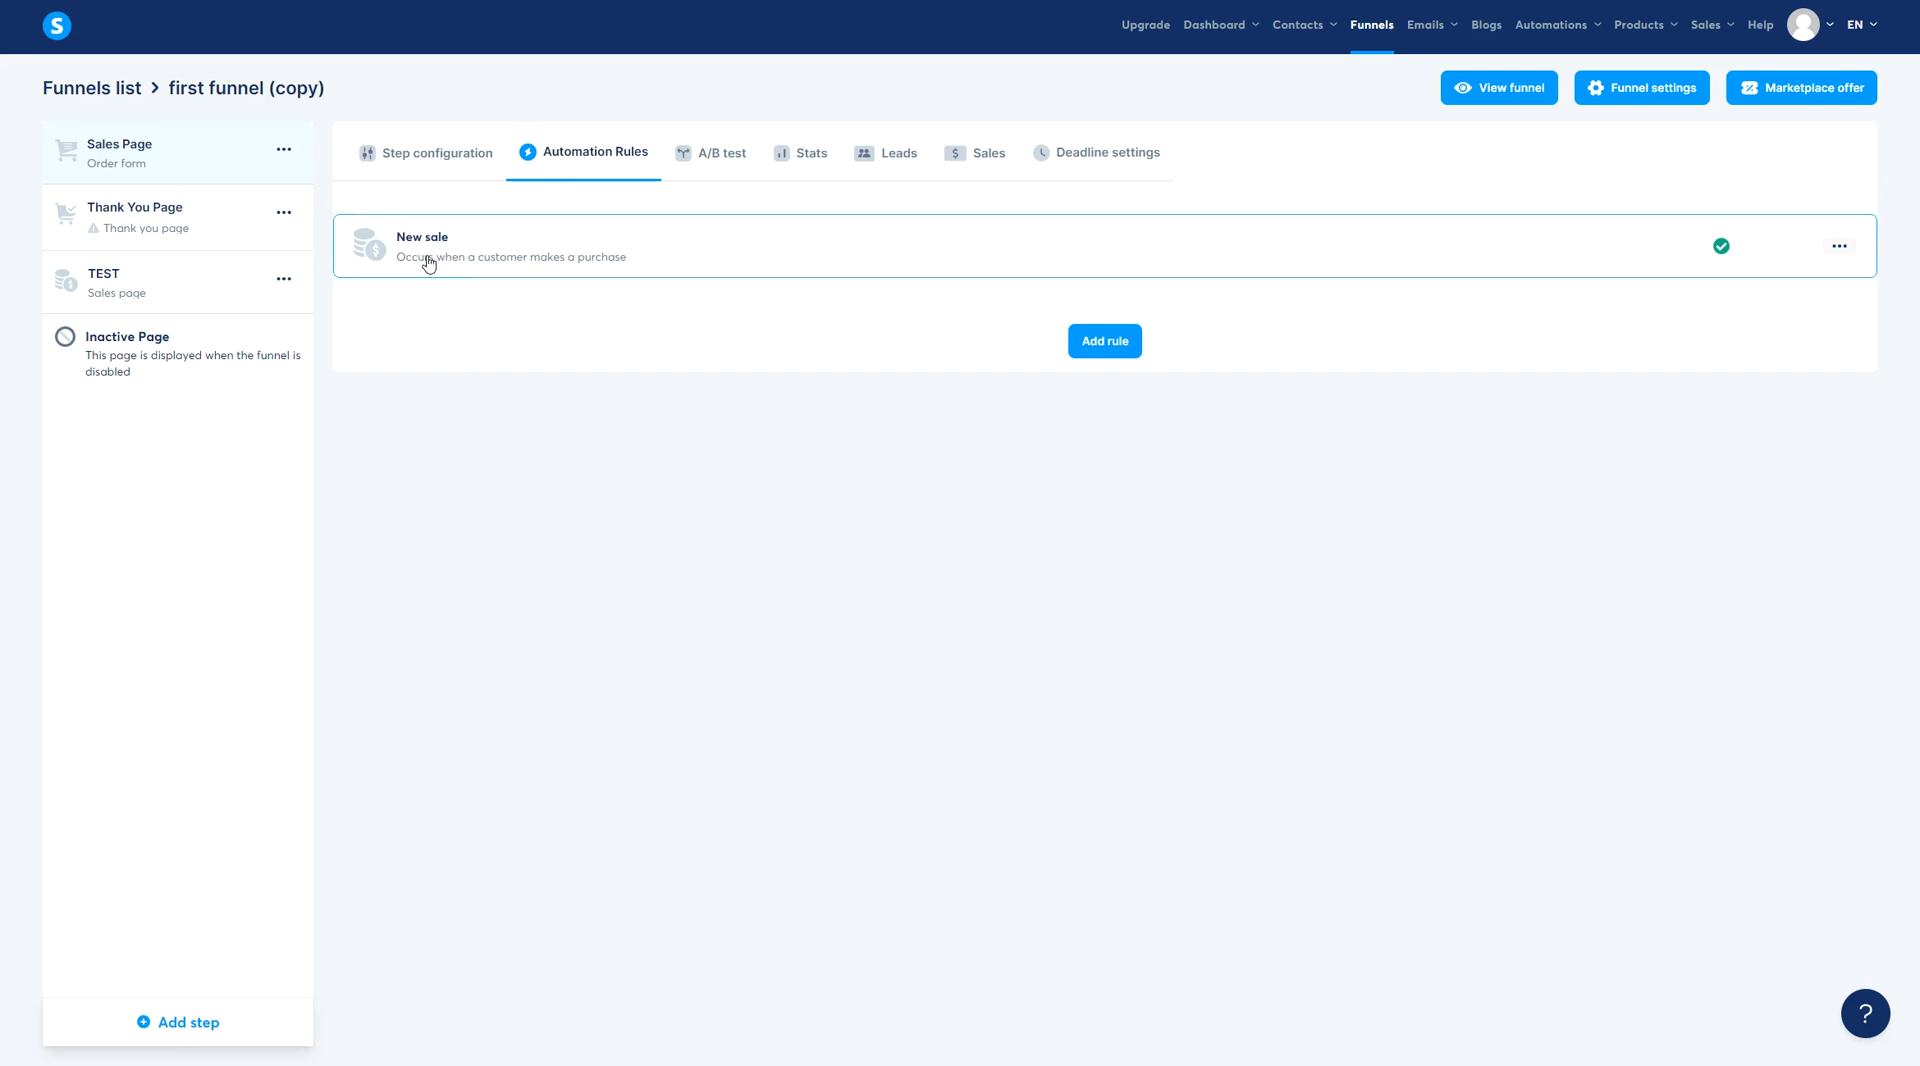 S
Upgrade Dashboard Contacts Funnels Emails Blogs Automations Products Sales Help EN
Funnels list > first funnel (copy)
View funnel Funnel settings Marketplace offer
Sales Page
Order form
Thank You Page
Thank you page
TEST
Sales page
Inactive Page
This page is displayed when the funnel is
disabled
Add step
Step configuration Automation Rules A/B test Stats Leads $ Sales Deadline settings
New sale
Occurs when a customer makes a purchase
Add rule
?